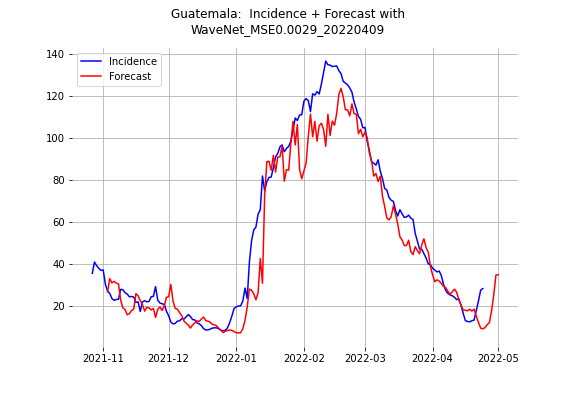 Guatemala:  Incidence + Forecast with
WaveNet_MSE0.0029_20220409
140
120
100
80
60
40
20
Incidence
Forecast
2021-11 2021-12 2022-01 2022-02 2022-03 2022-04 2022-05